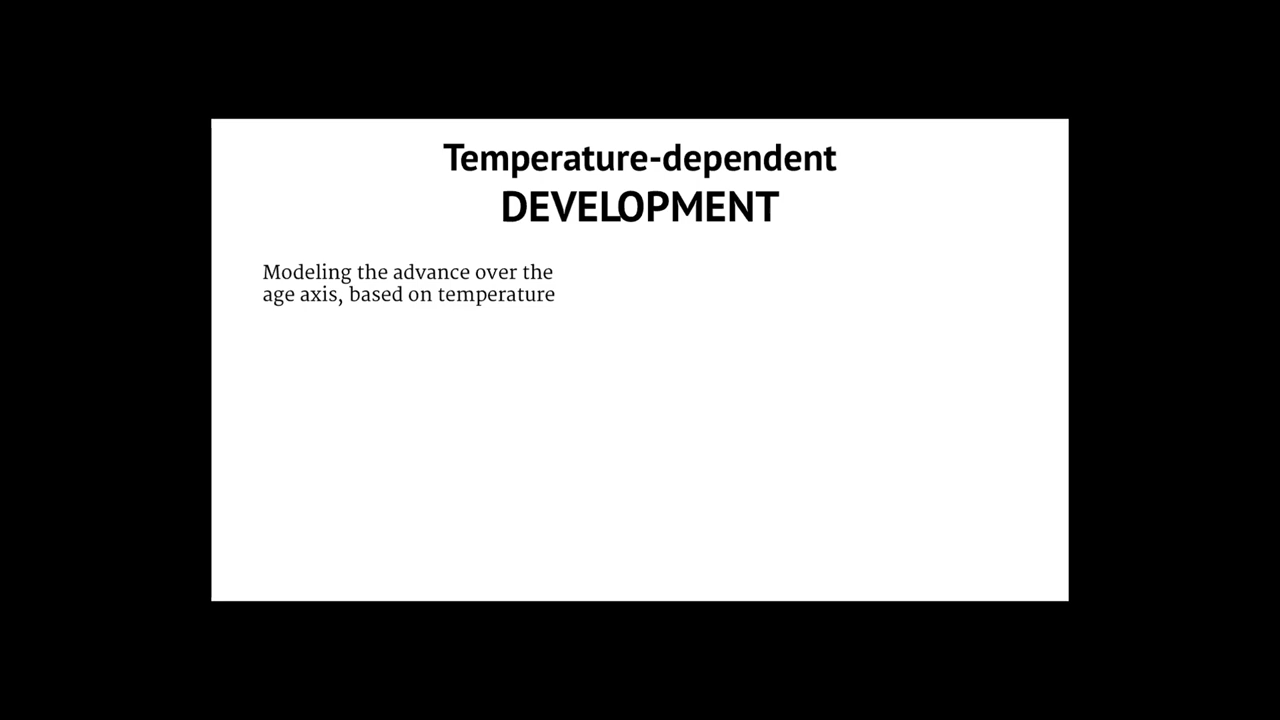 Temperature-dependent
DEVELOPMENT
Modeling the advance over the
age axis, based on temperature